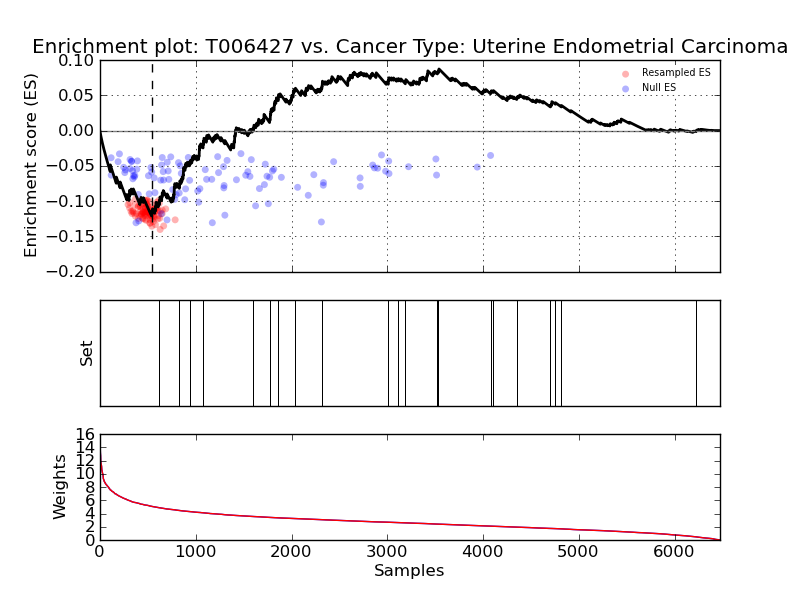 Enrichment plot: T006427 vs. Cancer Type: Uterine Endometrial Carcinoma
Enrichment score (ES)
0.10
0.05
0.00
−0.05
−0.10
−0.15
−0.20
Resampled ES
Null ES
Set
Weights
16
14
12
10
8
6
4
2
0
0 1000 2000 3000 4000 5000 6000
Samples